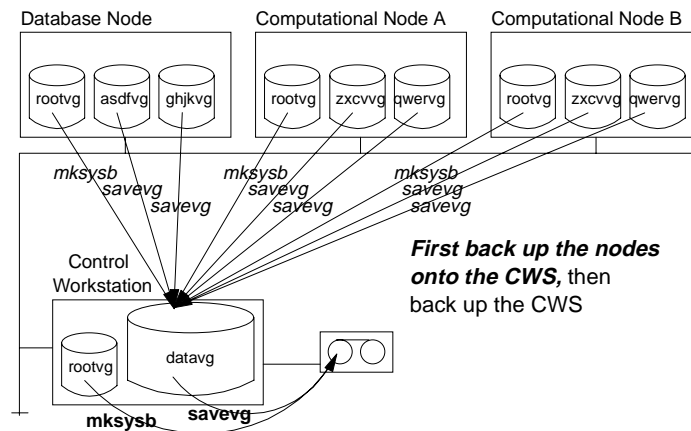 Database Node
Computational Node A
Computational Node B
rootvg
asdfvg
ghjkvg
rootvg
zxcvvg
qwervg
rootvg
zxcvvg
qwervg
mksysb
savevg
savevg
mksysb
savevg
savevg
mksysb
savevg
savevg
First back up the nodes
onto the CWS, then
back up the CWS
Control
Workstation
rootvg
datavg
mksysb
savevg